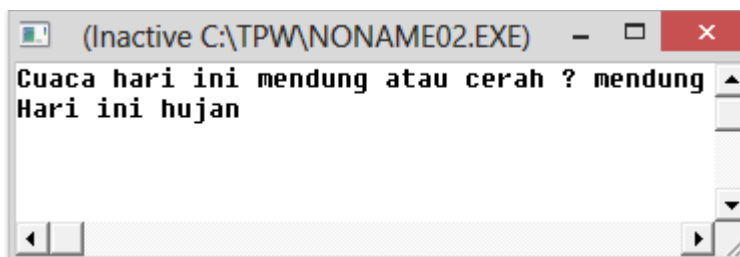 (Inactive C:\TPW\NONAME02.EXE)
Cuaca hari ini mendung atau cerah ? mendung
Hari ini hujan